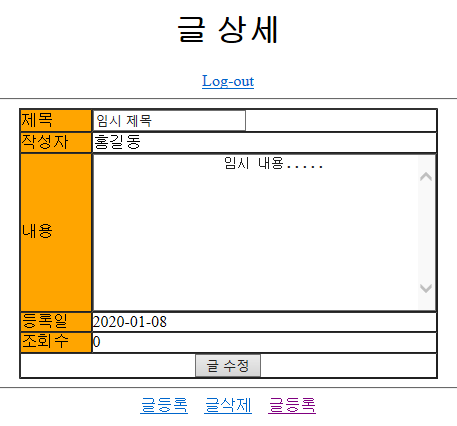 글 상세
Log-out
제목 임시 제목
작성자 홍길동
내용 임시 내용.....
등록일 2020-01-08
조회수 0
글 수정
글등록 글삭제 글등록